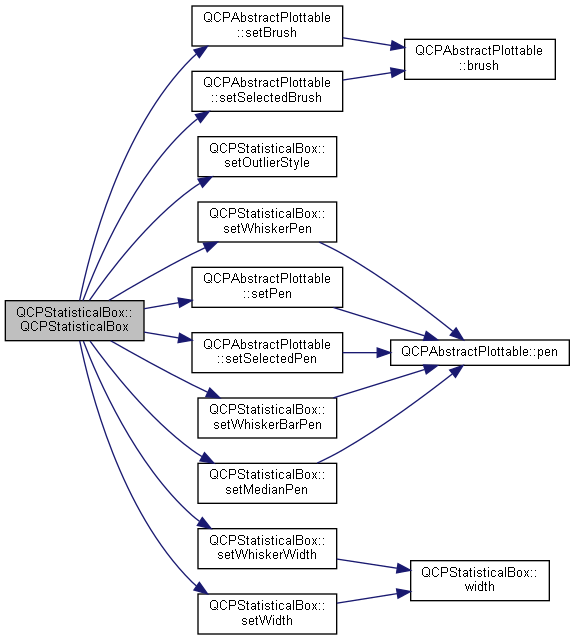 QCPStatisticalBox::
QCPStatisticalBox
QCPAbstractPlottable
::setBrush
QCPAbstractPlottable
::setSelectedBrush
QCPStatisticalBox::
setOutlierStyle
QCPStatisticalBox::
setWhiskerPen
QCPAbstractPlottable
::setPen
QCPAbstractPlottable
::setSelectedPen
QCPStatisticalBox::
setWhiskerBarPen
QCPStatisticalBox::
setMedianPen
QCPStatisticalBox::
setWhiskerWidth
QCPStatisticalBox::
setWidth
QCPAbstractPlottable
::brush
QCPAbstractPlottable::pen
QCPStatisticalBox::
width